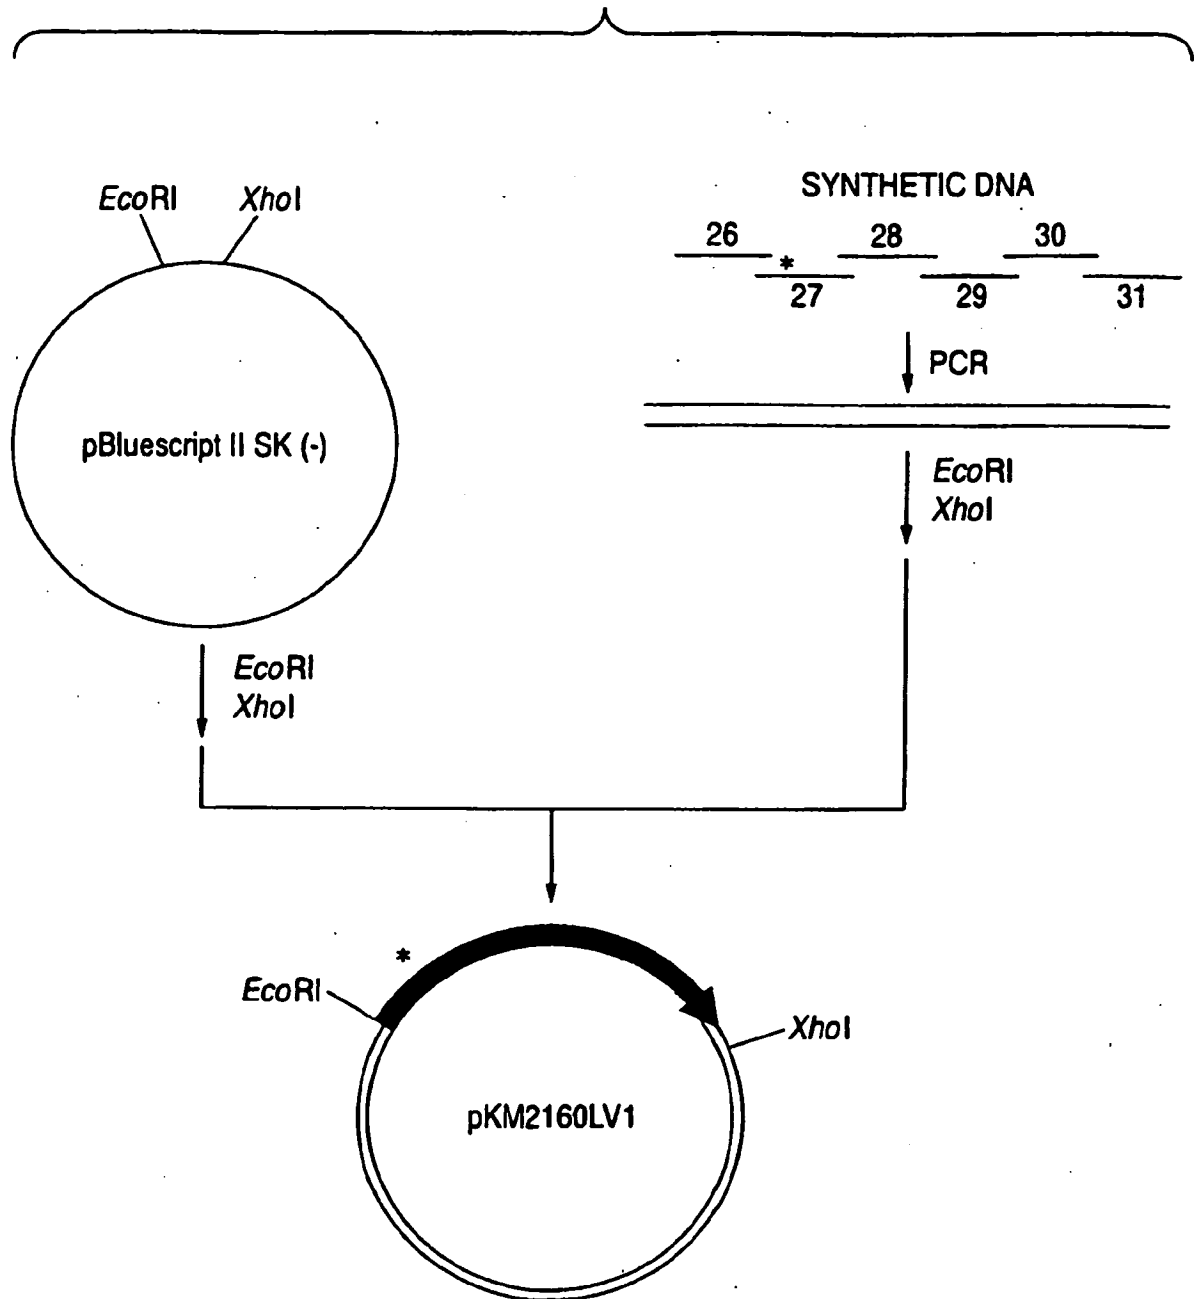 EcoRI XhoI
SYNTHETIC DNA
26 28 30
*
27 29 31
PCR
pBluescript II SK (-)
EcoRI
XhoI
EcoRI
XhoI
*
EcoRI
XhoI
pKM2160LV1